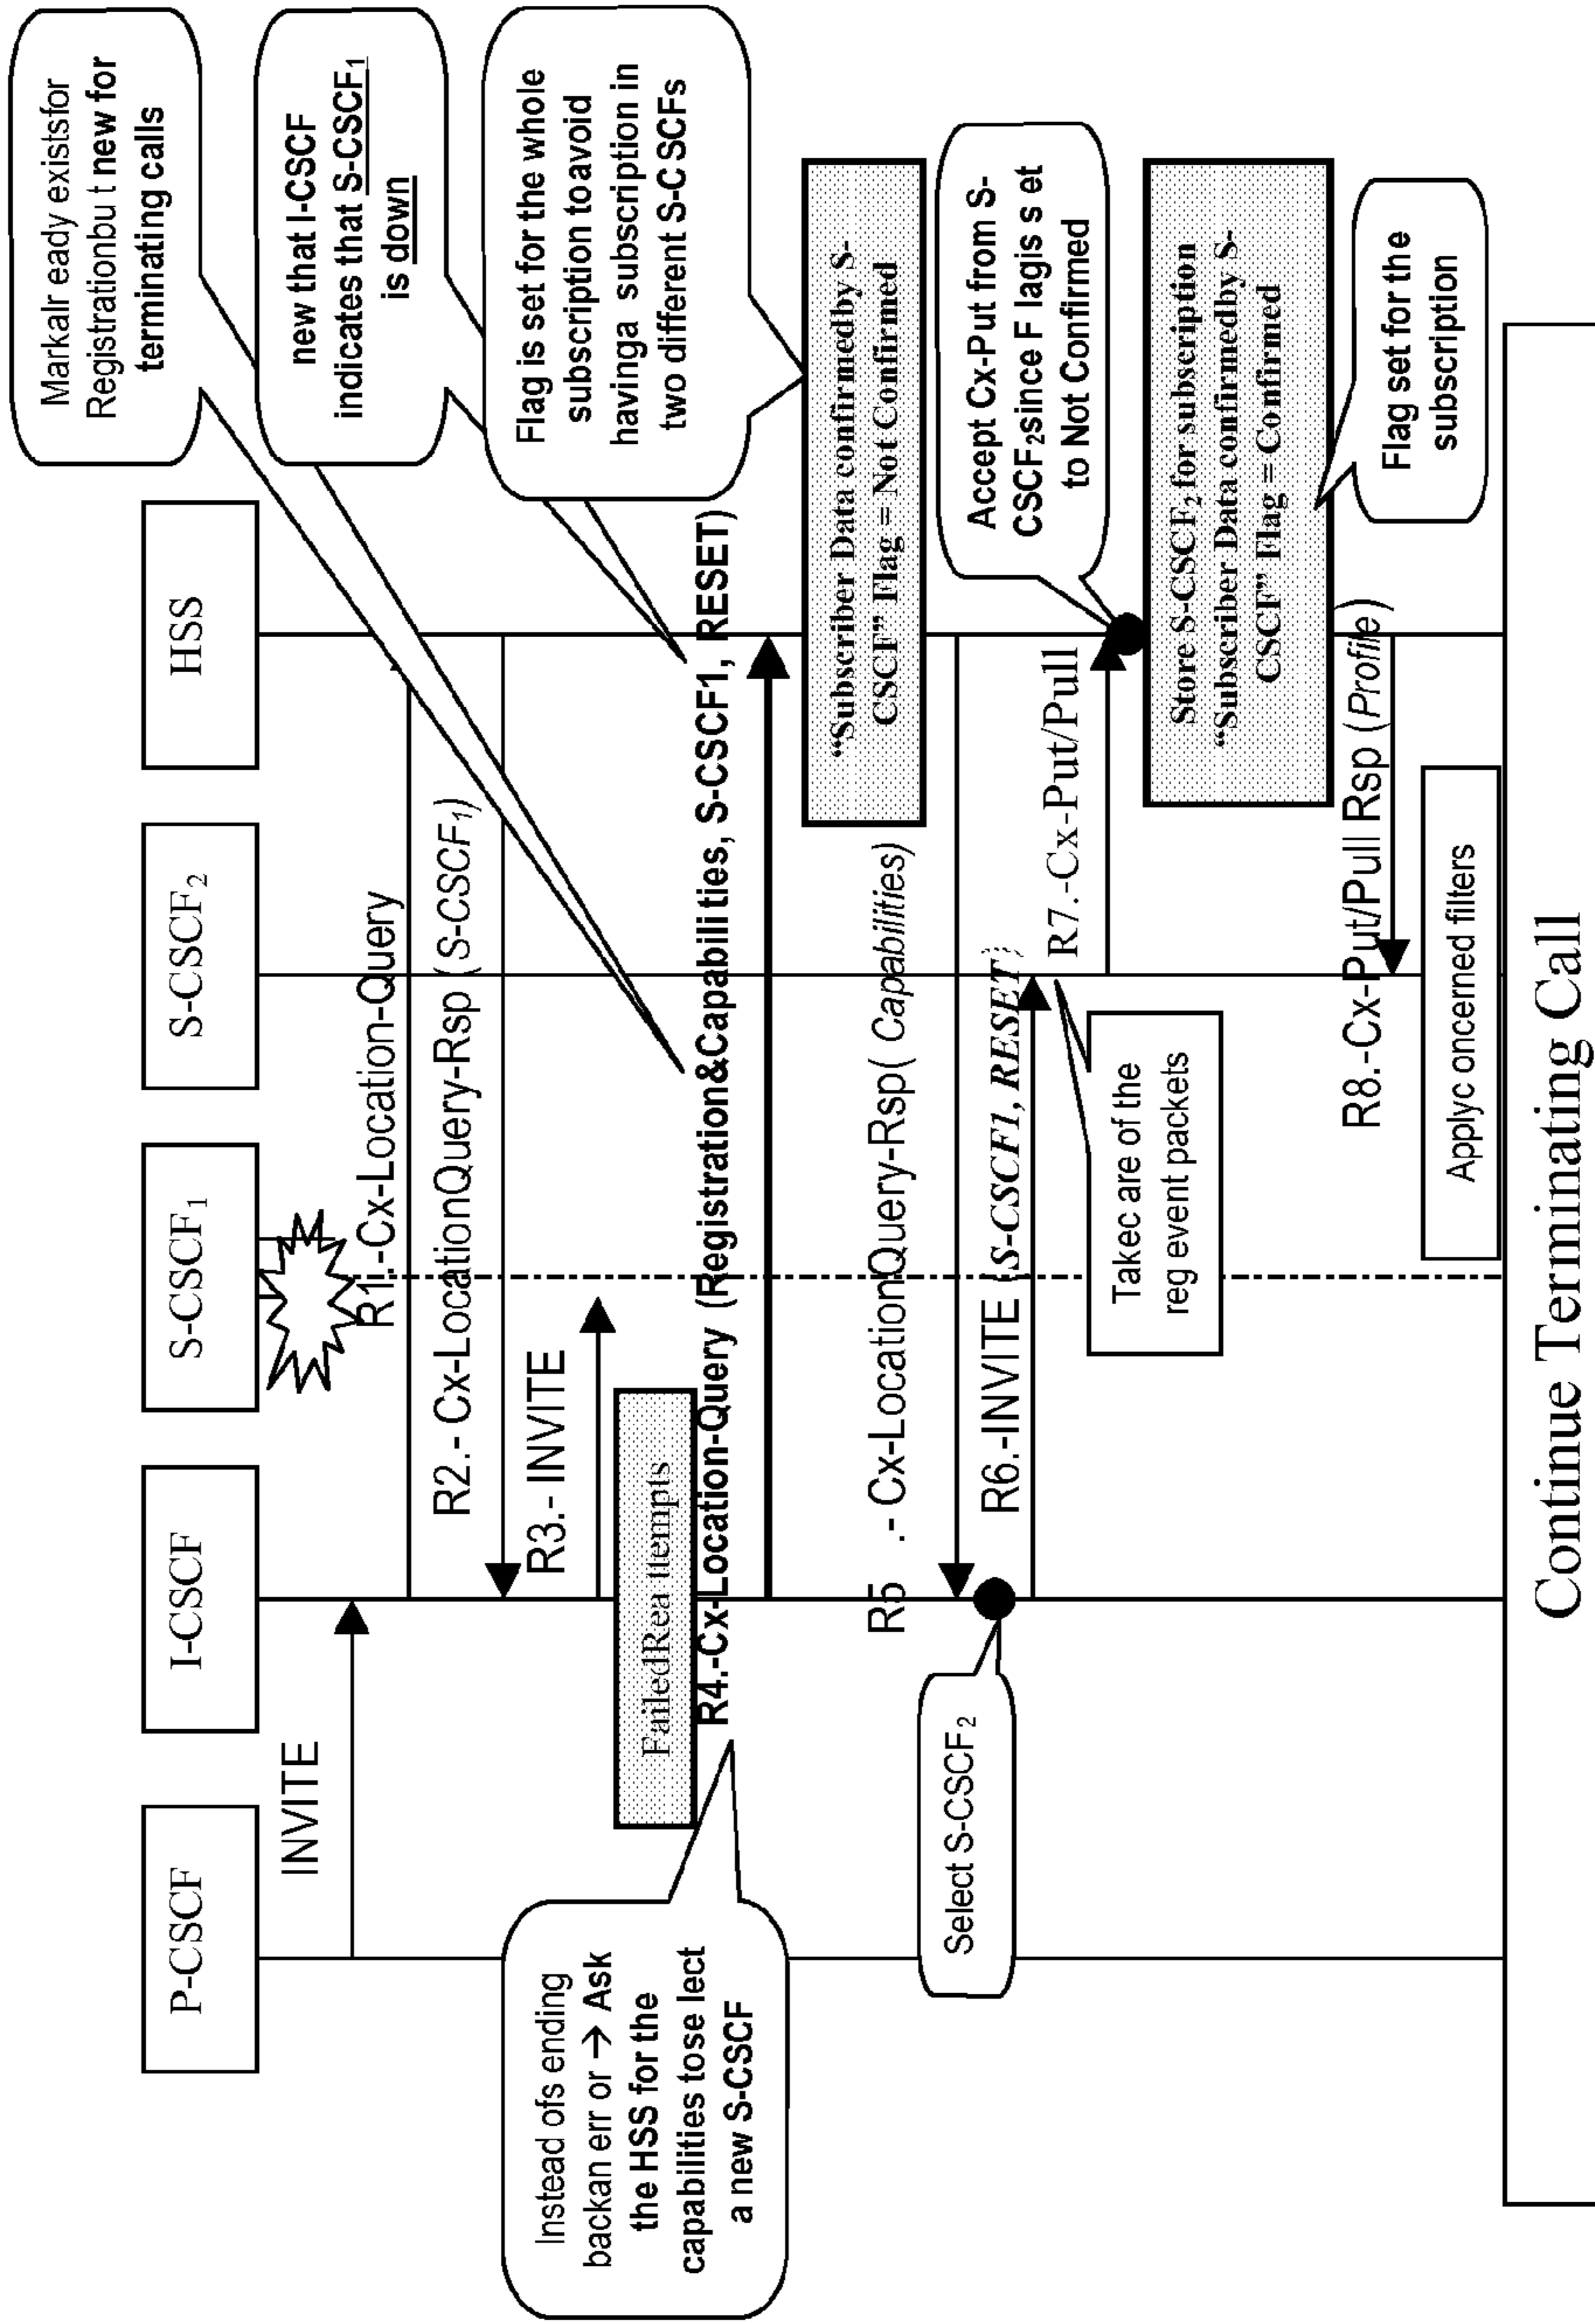 P-CSCF
I-CSCF
S-CSCF₁
S-CSCF₂
HSS
Markalr eady existsfor
Registrationbu t new for
terminating calls
INVITE
R1.-Cx-Location-Query
new that I-CSCF
indicates that S-CSCF₁
is down
R2.- Cx-LocationQuery-Rsp (S-CSCF₁)
R3.- INVITE
Flag is set for the whole
subscription toavoid
havinga subscription in
two different S-C SCFs
FailedRea ttempts
Instead ofs ending
backan err or → Ask
the HSS for the
capabilities tose lect
a new S-CSCF
R4.-Cx-Location-Query (Registration&Capabilities, S-CSCF1, RESET)
“Subscriber Data confirmedby S-
CSCF” Flag = Not Confirmed
R5 .- Cx-LocationQuery-Rsp( Capabilities)
Select S-CSCF₂
R6.-INVITE (S-CSCF1, RESET)
Accept Cx-Put from S-
CSCF₂since F lagis s et
to Not Confirmed
R7.-Cx-Put/Pull
Takec are of the
reg event packets
Store S-CSCF₂ for subscription
“Subscriber Data confirmedby S-
CSCF” Flag = Confirmed
R8.-Cx-Put/Pull Rsp (Profile)
Flag set for the
subscription
Applyc oncerned filters
Continue Terminating Call